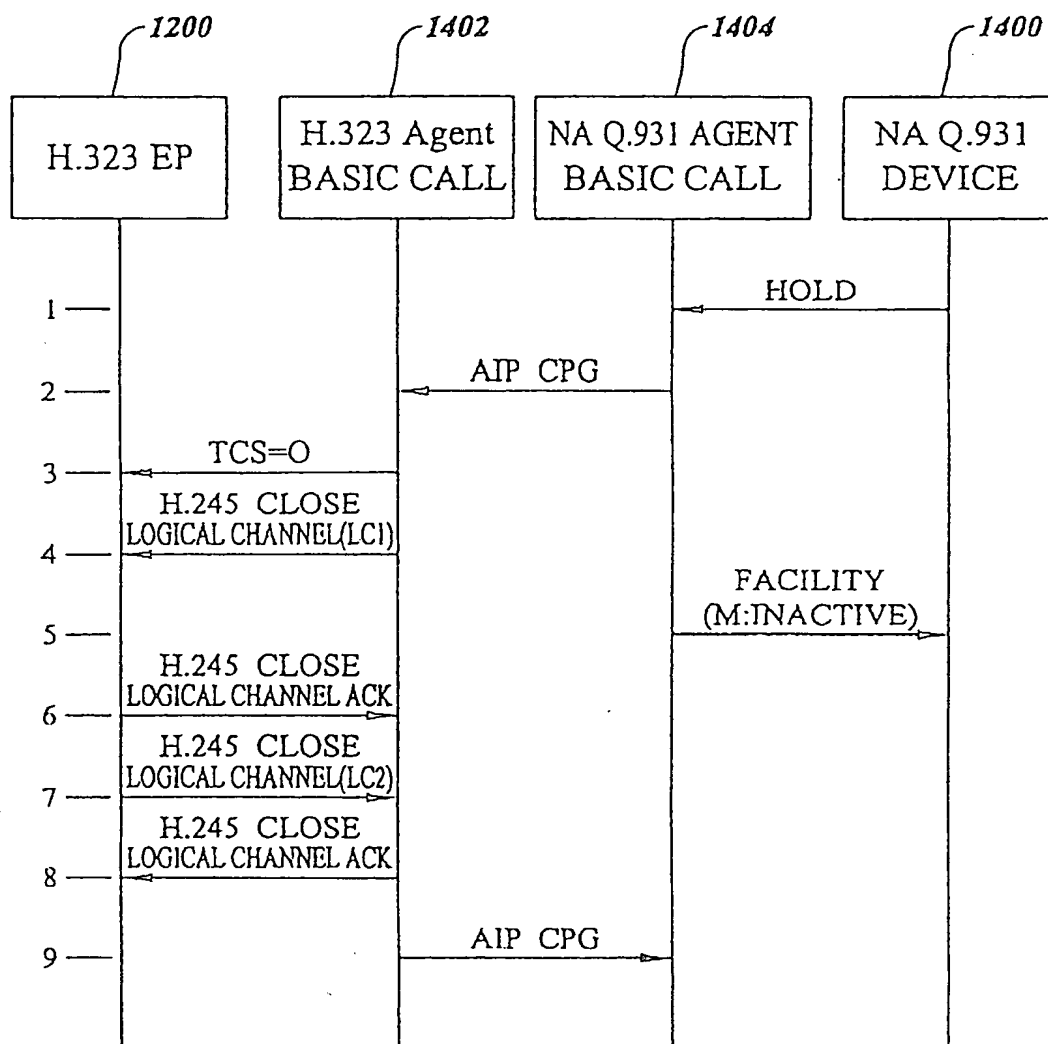 1200
1402
1404
1400
H.323 EP
H.323 Agent
BASIC CALL
NA Q.931 AGENT
BASIC CALL
NA Q.931
DEVICE
1
HOLD
2
AIP CPG
3
TCS=O
H.245 CLOSE
LOGICAL CHANNEL(LC1)
4
FACILITY
(M:INACTIVE)
5
H.245 CLOSE
LOGICAL CHANNEL ACK
6
H.245 CLOSE
LOGICAL CHANNEL(LC2)
7
H.245 CLOSE
LOGICAL CHANNEL ACK
8
9
AIP CPG